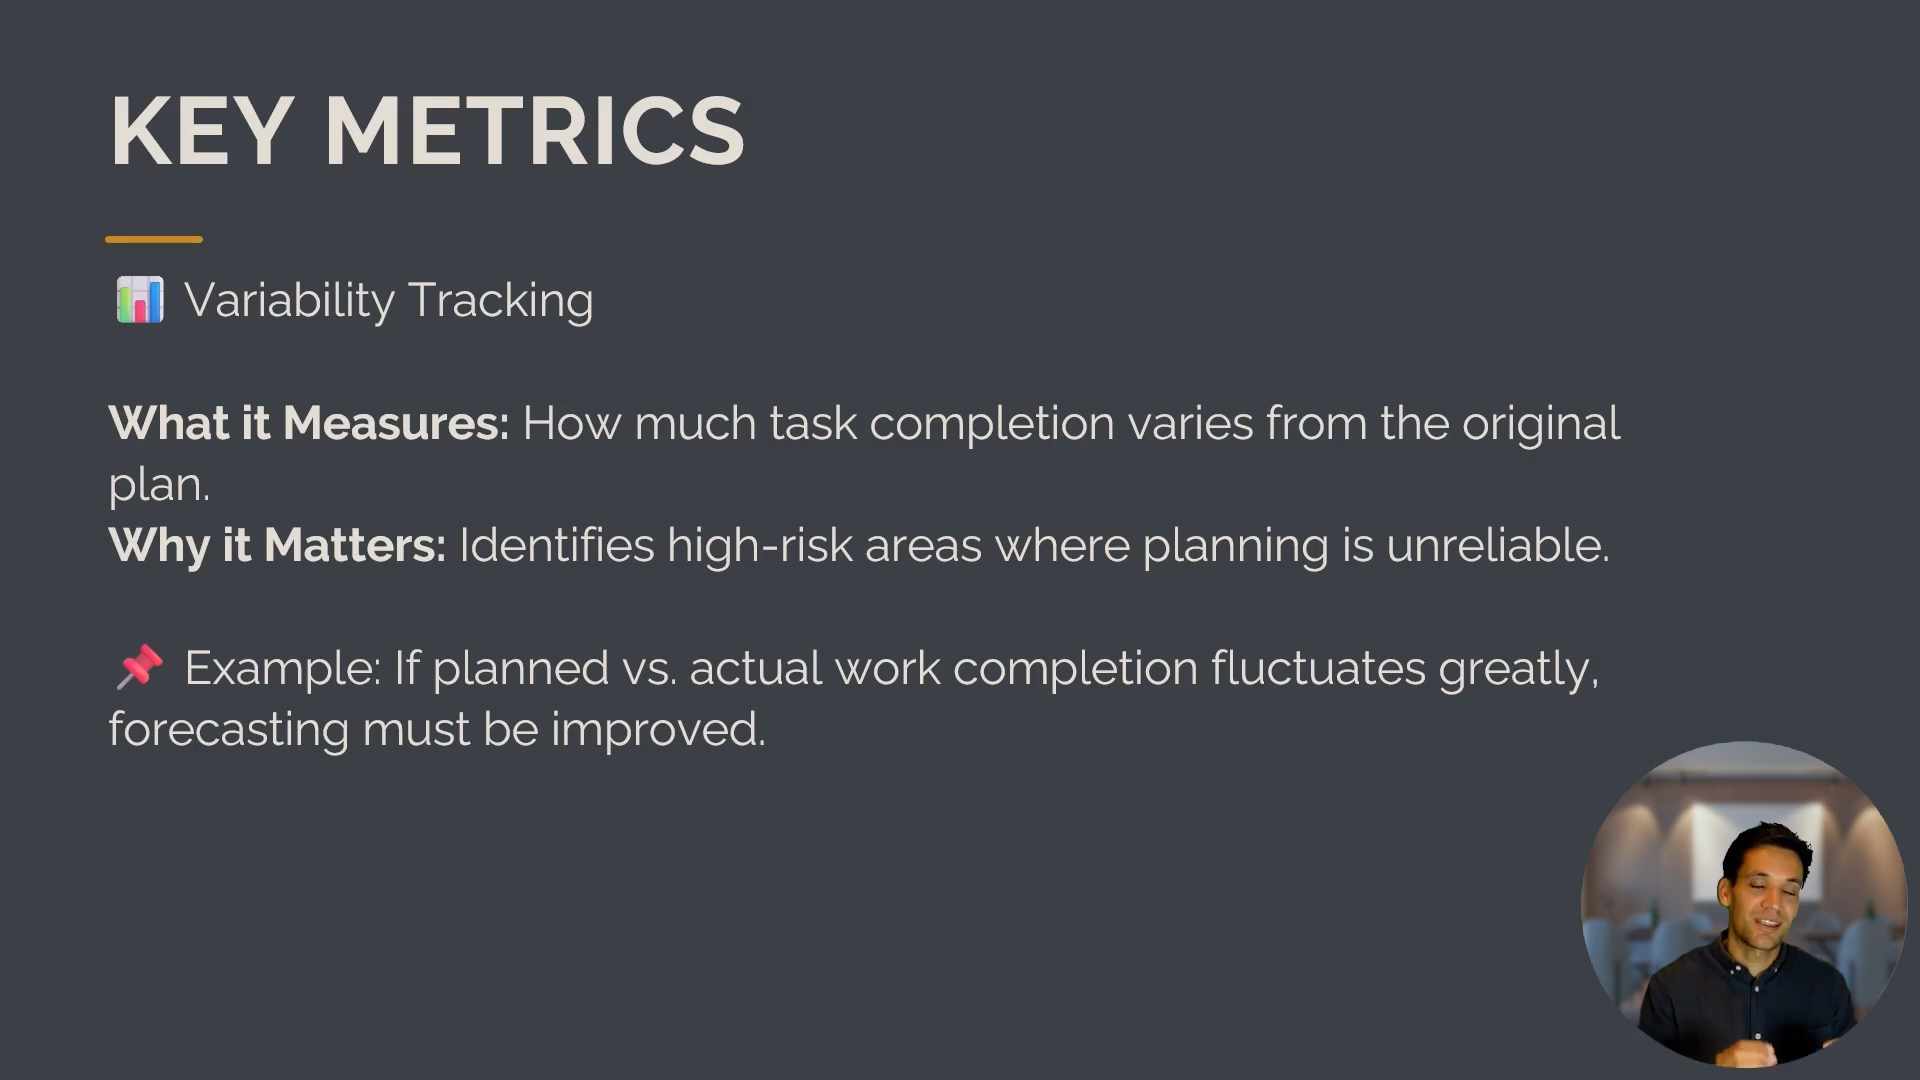 KEY METRICS
📊 Variability Tracking
What it Measures: How much task completion varies from the original
plan.
Why it Matters: Identifies high-risk areas where planning is unreliable.
📌 Example: If planned vs. actual work completion fluctuates greatly,
forecasting must be improved.